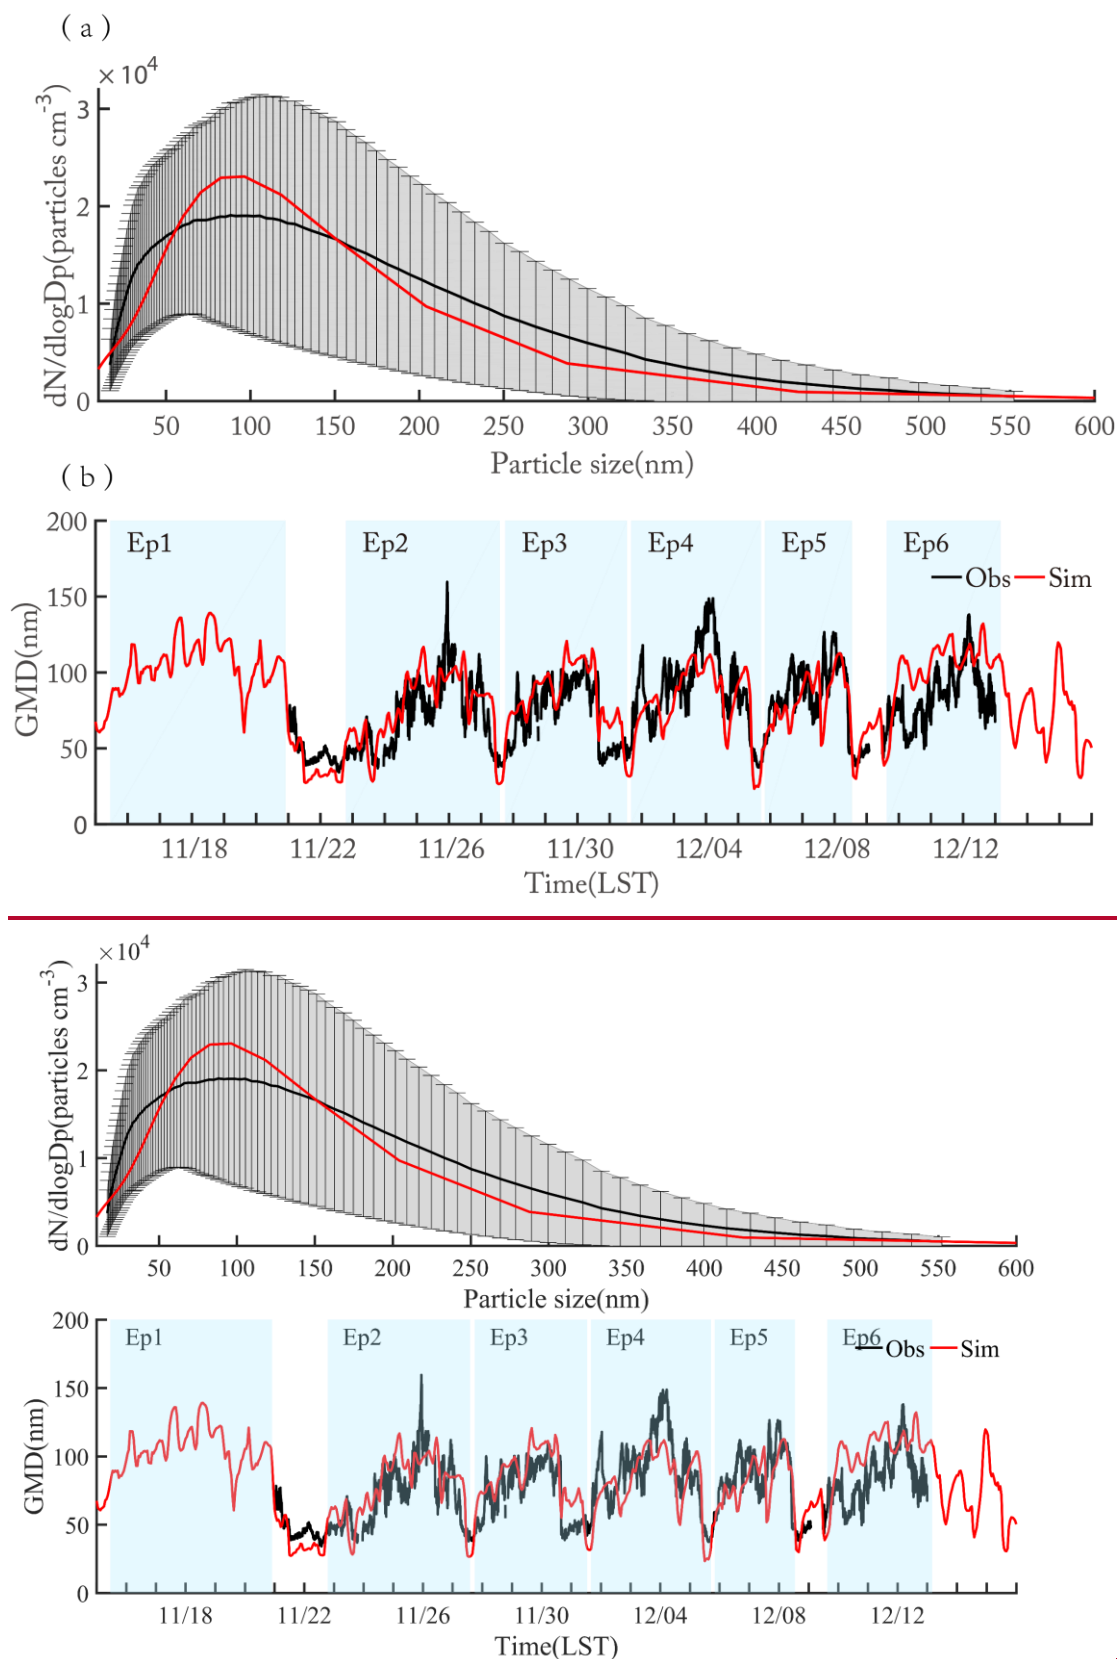 ( a )
×10⁴
dN/dlogDp(particles cm⁻³)
3
2
1
0
50 100 150 200 250 300 350 400 450 500 550 600
Particle size(nm)
( b )
GMD(nm)
200
150
100
50
0
Ep1 Ep2 Ep3 Ep4 Ep5 Ep6
Obs Sim
11/18 11/22 11/26 11/30 12/04 12/08 12/12
Time(LST)
×10⁴
dN/dlogDp(particles cm⁻³)
3
2
1
0
50 100 150 200 250 300 350 400 450 500 550 600
Particle size(nm)
GMD(nm)
200
150
100
50
0
Ep1 Ep2 Ep3 Ep4 Ep5 Ep6
Obs Sim
11/18 11/22 11/26 11/30 12/04 12/08 12/12
Time(LST)